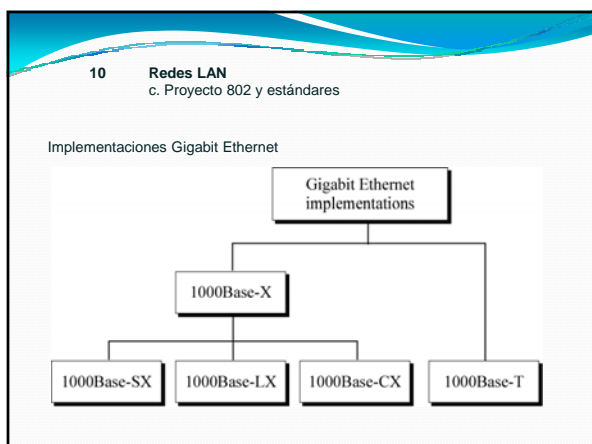 10 Redes LAN
c. Proyecto 802 y estándares
Implementaciones Gigabit Ethernet
Gigabit Ethernet
implementations
1000Base-X
1000Base-SX
1000Base-LX
1000Base-CX
1000Base-T